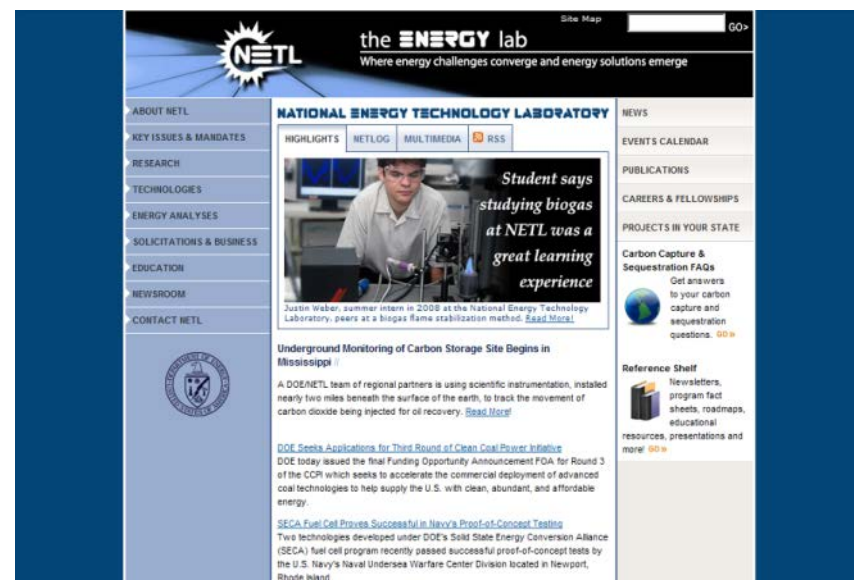 Site Map
GO>
NETL
the ENERGY lab
Where energy challenges converge and energy solutions emerge
ABOUT NETL
KEY ISSUES & MANDATES
RESEARCH
TECHNOLOGIES
ENERGY ANALYSES
SOLICITATIONS & BUSINESS
EDUCATION
NEWSROOM
CONTACT NETL
NATIONAL ENERGY TECHNOLOGY LABORATORY
HIGHLIGHTS NETLOG MULTIMEDIA RSS
Student says
studying biogas
at NETL was a
great learning
experience
Justin Weber, summer intern in 2008 at the National Energy Technology
Laboratory, peers at a biogas flame stabilization method. Read More!
Underground Monitoring of Carbon Storage Site Begins in
Mississippi //
A DOE/NETL team of regional partners is using scientific instrumentation, installed
nearly two miles beneath the surface of the earth, to track the movement of
carbon dioxide being injected for oil recovery. Read More!
DOE Seeks Applications for Third Round of Clean Coal Power Initiative
DOE today issued the final Funding Opportunity Announcement FOA for Round 3
of the CCPI which seeks to accelerate the commercial deployment of advanced
coal technologies to help supply the U.S. with clean, abundant, and affordable
energy.
SECA Fuel Cell Proves Successful in Navy's Proof-of-Concept Testing
Two technologies developed under DOE's Solid State Energy Conversion Alliance
(SECA) fuel cell program recently passed successful proof-of-concept tests by
the U.S. Navy's Naval Undersea Warfare Center Division located in Newport,
Rhode Island.
NEWS
EVENTS CALENDAR
PUBLICATIONS
CAREERS & FELLOWSHIPS
PROJECTS IN YOUR STATE
Carbon Capture &
Sequestration FAQs
Get answers
to your carbon
capture and
sequestration
questions. GO »
Reference Shelf
Newsletters,
program fact
sheets, roadmaps,
educational
resources, presentations and
more! GO »